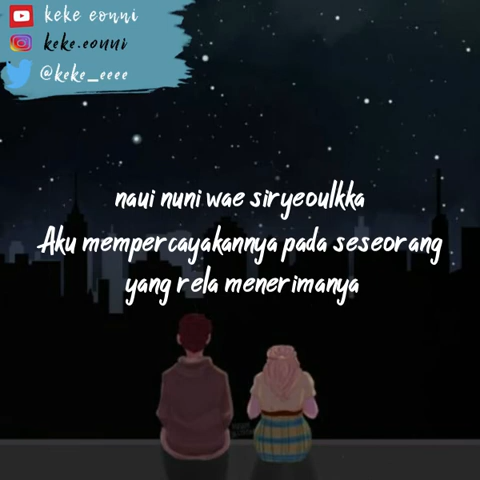 keke eonni
keke.eonni
@keke_eeee
naui nuni wae siryeoulkka
Aku mempercayakannya pada seseorang
yang rela menerimanya